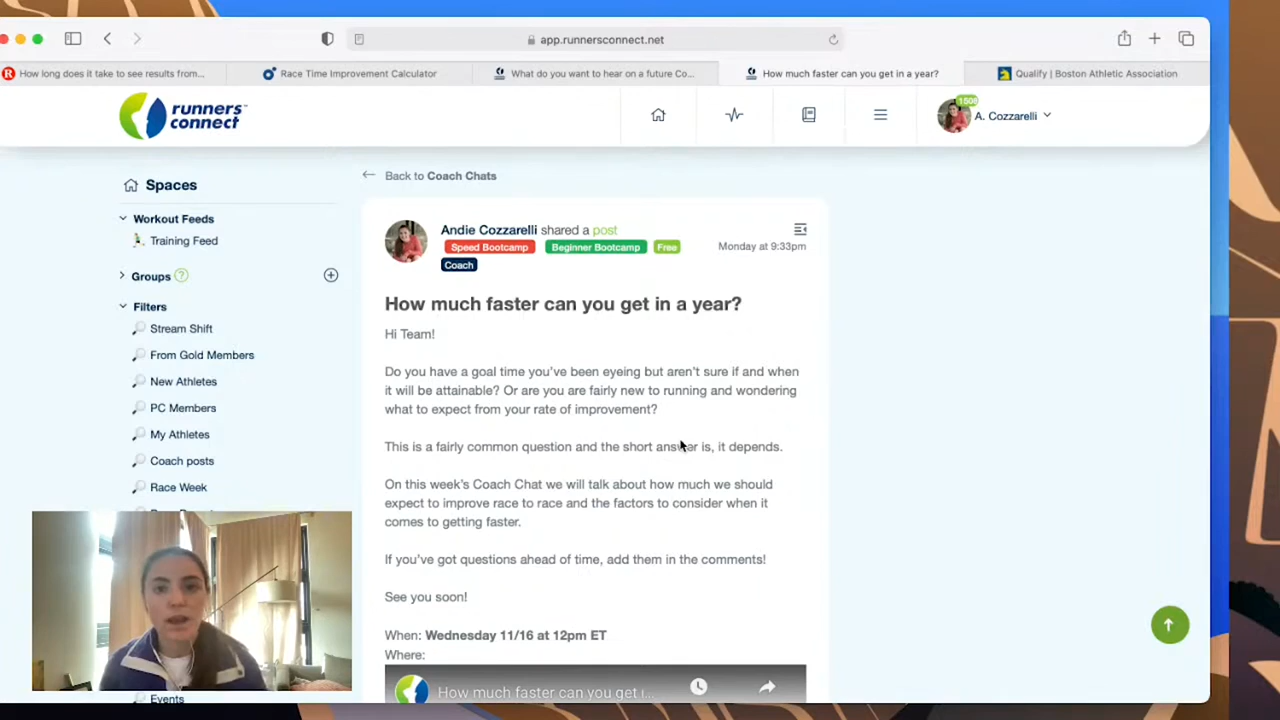 app.runnersconnect.net
How long does it take to see results from...
Race Time Improvement Calculator
What do you want to hear on a future Co...
How much faster can you get in a year?
Qualify | Boston Athletic Association
runners connect™
1508
A. Cozzarelli
Spaces
Workout Feeds
Training Feed
Groups ?
Filters
Stream Shift
From Gold Members
New Athletes
PC Members
My Athletes
Coach posts
Race Week
Events
Back to Coach Chats
Andie Cozzarelli shared a post
Speed Bootcamp Beginner Bootcamp Free
Coach
Monday at 9:33pm
How much faster can you get in a year?
Hi Team!
Do you have a goal time you've been eyeing but aren't sure if and when
it will be attainable? Or are you are fairly new to running and wondering
what to expect from your rate of improvement?
This is a fairly common question and the short answer is, it depends.
On this week's Coach Chat we will talk about how much we should
expect to improve race to race and the factors to consider when it
comes to getting faster.
If you've got questions ahead of time, add them in the comments!
See you soon!
When: Wednesday 11/16 at 12pm ET
Where:
How much faster can you get i...